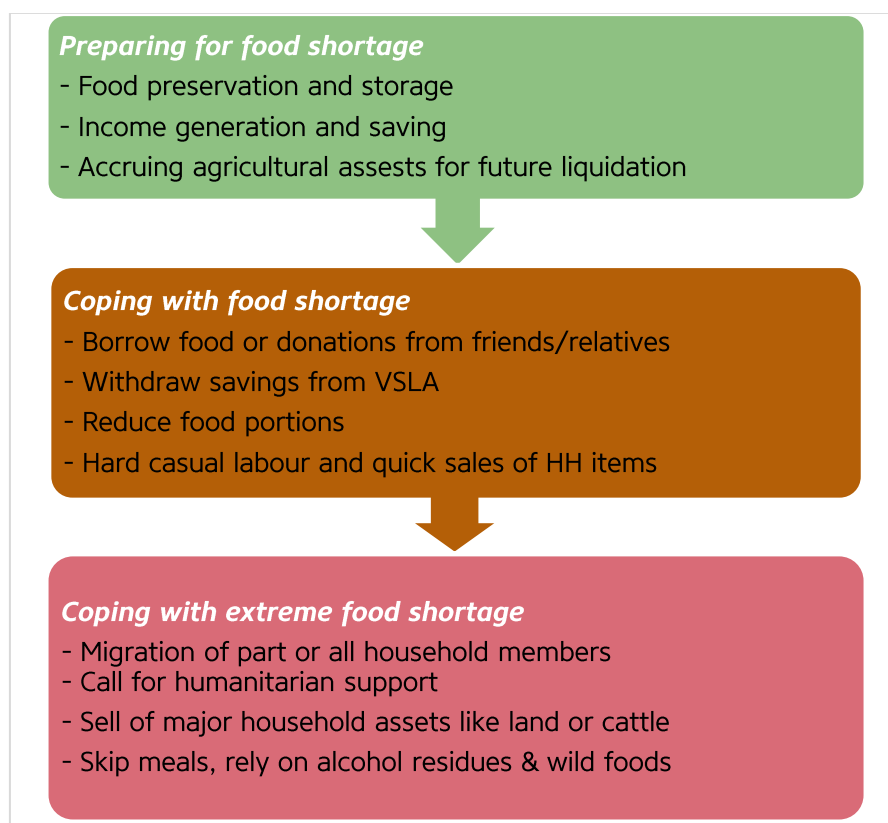 Preparing for food shortage
- Food preservation and storage
- Income generation and saving
- Accruing agricultural assests for future liquidation
Coping with food shortage
- Borrow food or donations from friends/relatives
- Withdraw savings from VSLA
- Reduce food portions
- Hard casual labour and quick sales of HH items
Coping with extreme food shortage
- Migration of part or all household members
- Call for humanitarian support
- Sell of major household assets like land or cattle
- Skip meals, rely on alcohol residues & wild foods